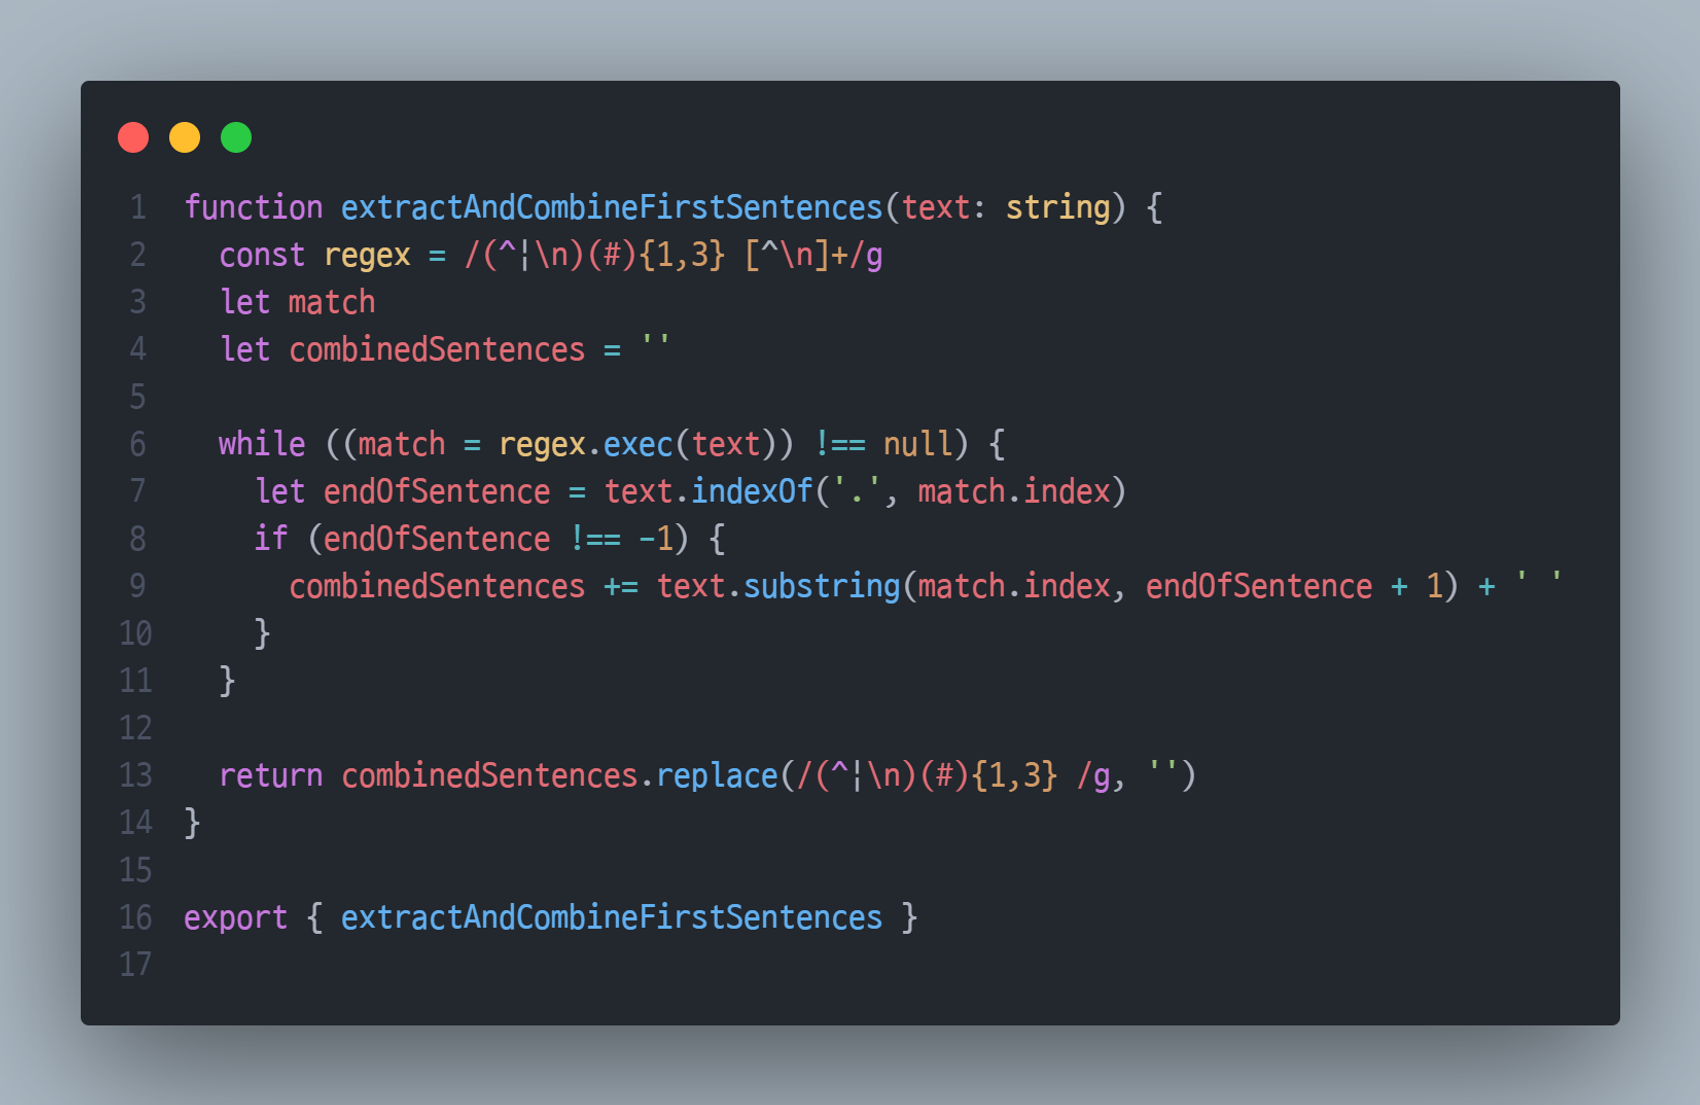 1 function extractAndCombineFirstSentences(text: string) {
2   const regex = /(^|\n)(#){1,3} [^\n]+/g
3   let match
4   let combinedSentences = ''
5
6   while ((match = regex.exec(text)) !== null) {
7     let endOfSentence = text.indexOf('.', match.index)
8     if (endOfSentence !== -1) {
9       combinedSentences += text.substring(match.index, endOfSentence + 1) + ' '
10     }
11   }
12
13   return combinedSentences.replace(/(^|\n)(#){1,3} /g, '')
14 }
15
16 export { extractAndCombineFirstSentences }
17